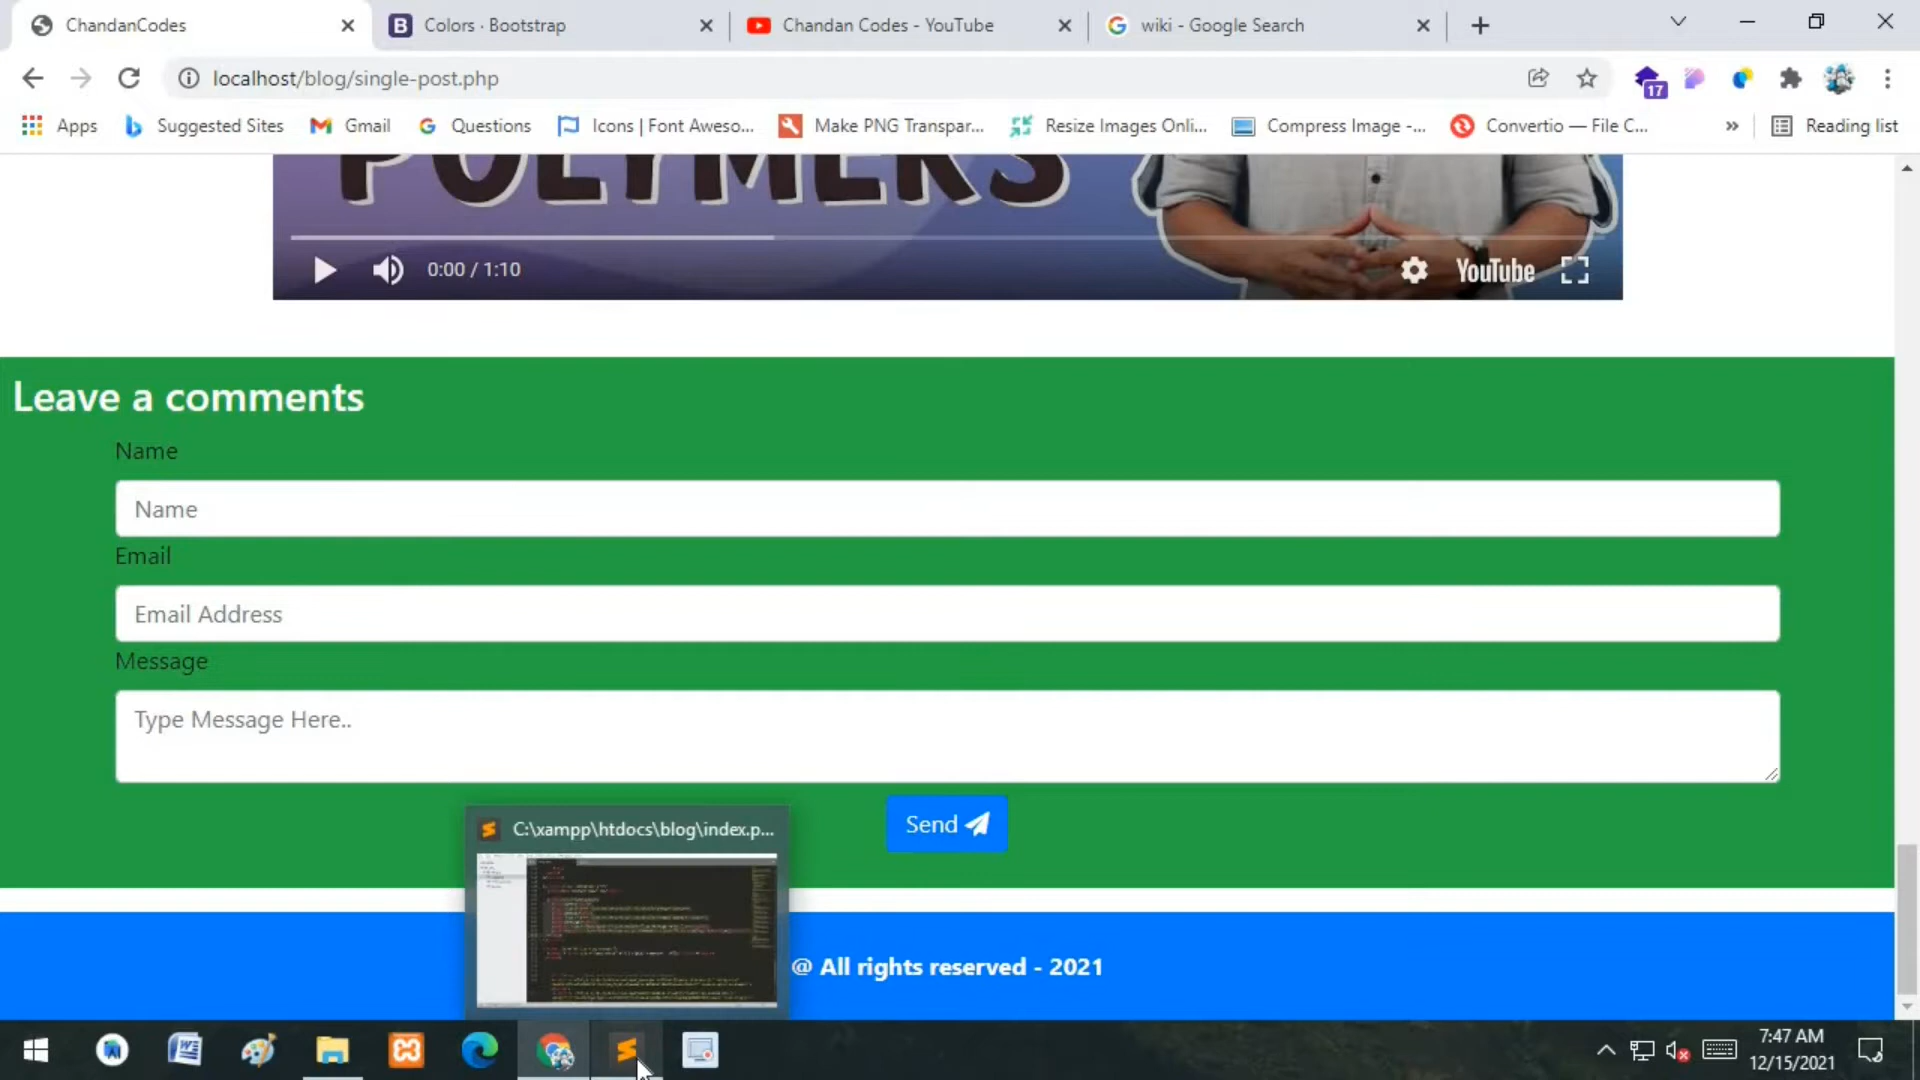 ChandanCodes
Colors · Bootstrap
Chandan Codes - YouTube
wiki - Google Search
localhost/blog/single-post.php
17
Apps
Suggested Sites
Gmail
Questions
Icons | Font Aweso...
Make PNG Transpar...
Resize Images Onli...
Compress Image -...
Convertio — File C...
»
Reading list
POLYMERS
0:00 / 1:10
YouTube
Leave a comments
Name
Name
Email
Email Address
Message
Type Message Here..
Send
C:\xampp\htdocs\blog\index.p...
@ All rights reserved - 2021
7:47 AM
12/15/2021